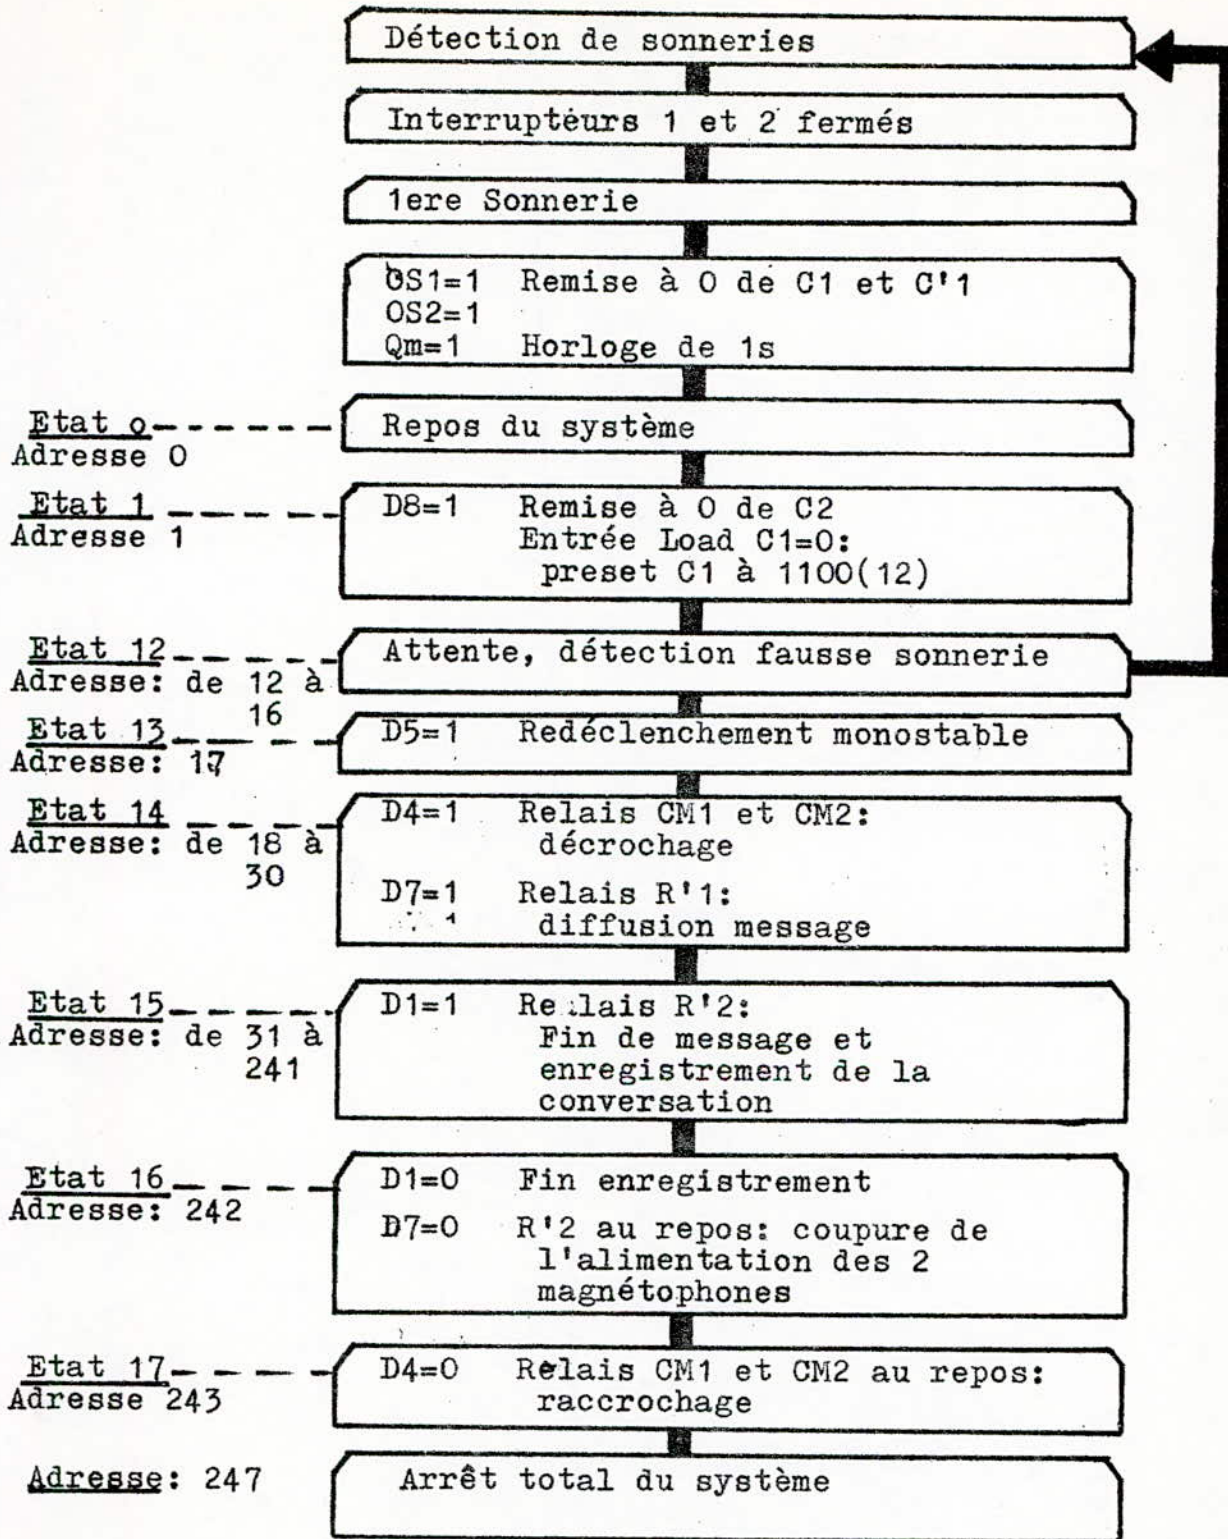 Détection de sonneries
Interrupteurs 1 et 2 fermés
1ere Sonnerie
OS1=1 Remise à 0 de C1 et C'1
OS2=1
Qm=1 Horloge de 1s
Etat o
Adresse 0
Repos du système
Etat 1
Adresse 1
D8=1 Remise à 0 de C2
Entrée Load C1=0:
preset C1 à 1100(12)
Etat 12
Adresse: de 12 à
16
Attente, détection fausse sonnerie
Etat 13
Adresse: 17
D5=1 Redéclenchement monostable
Etat 14
Adresse: de 18 à
30
D4=1 Relais CM1 et CM2:
décrochage
D7=1 Relais R'1:
diffusion message
Etat 15
Adresse: de 31 à
241
D1=1 Relais R'2:
Fin de message et
enregistrement de la
conversation
Etat 16
Adresse: 242
D1=0 Fin enregistrement
D7=0 R'2 au repos: coupure de
l'alimentation des 2
magnétophones
Etat 17
Adresse 243
D4=0 Relais CM1 et CM2 au repos:
raccrochage
Adresse: 247
Arrêt total du système